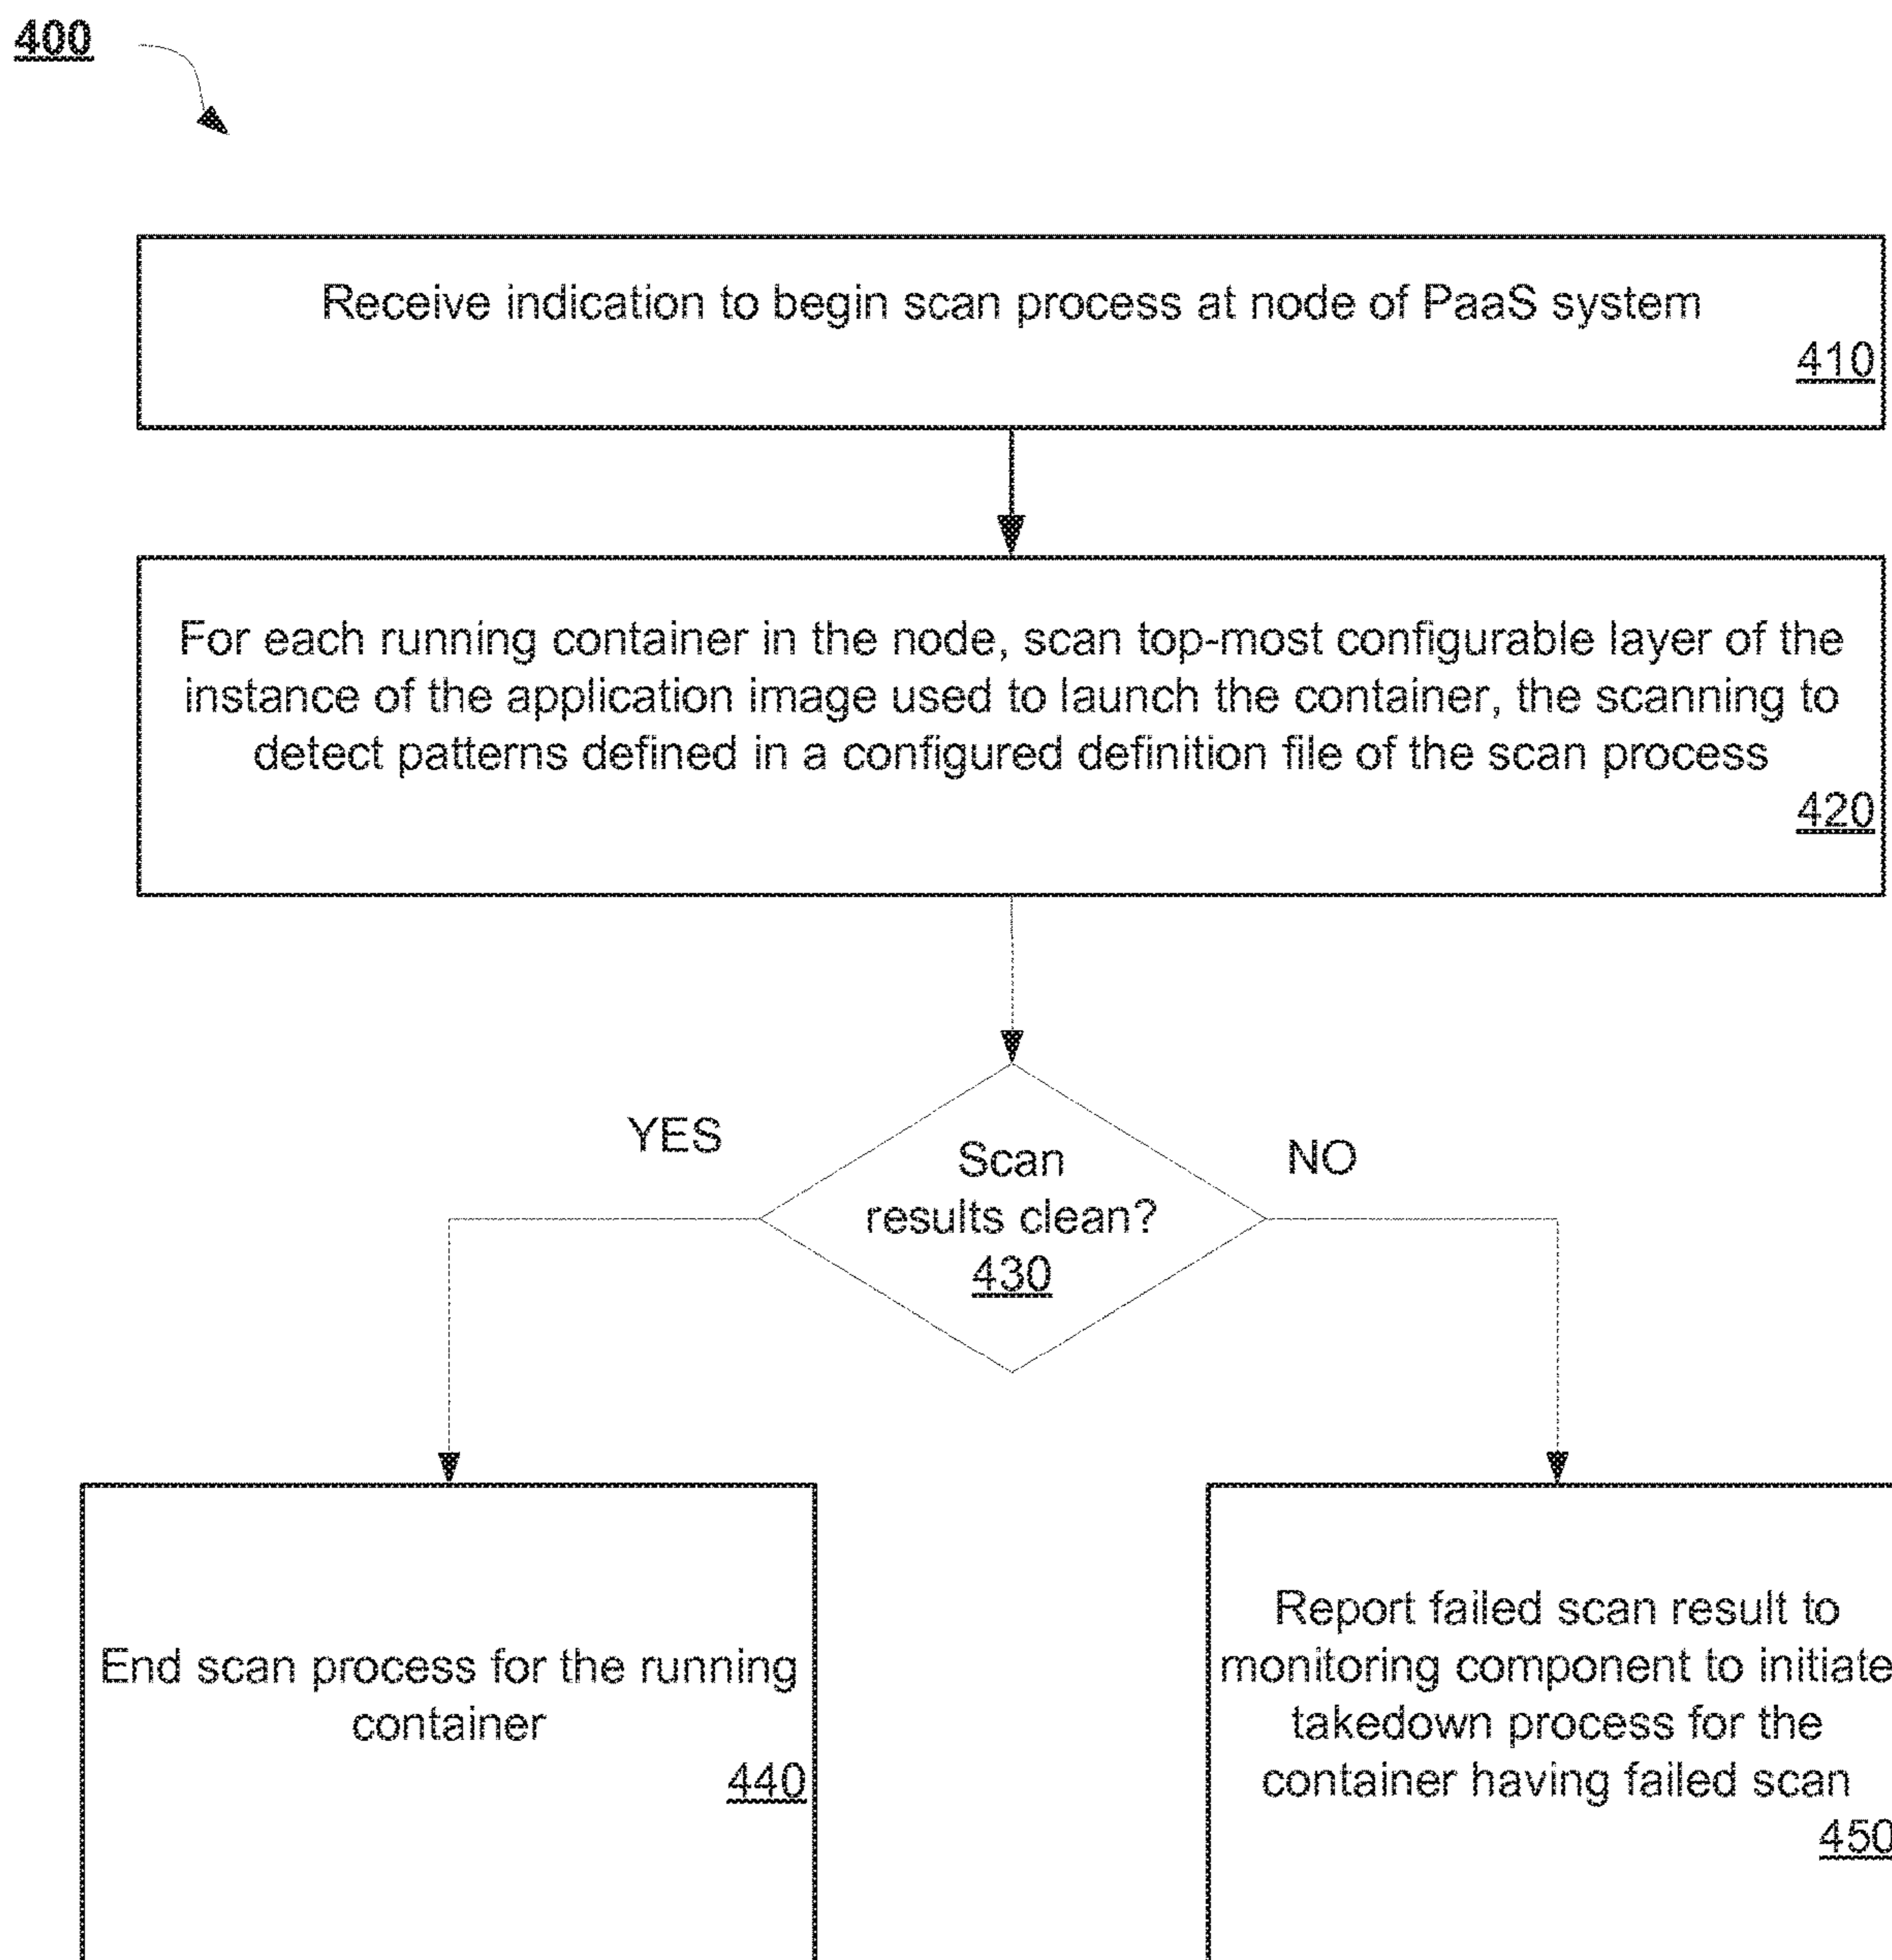 400
Receive indication to begin scan process at node of PaaS system
410
For each running container in the node, scan top-most configurable layer of the
instance of the application image used to launch the container, the scanning to
detect patterns defined in a configured definition file of the scan process
420
YES
NO
Scan
results clean?
430
End scan process for the running
container
440
Report failed scan result to
monitoring component to initiate
takedown process for the
container having failed scan
450